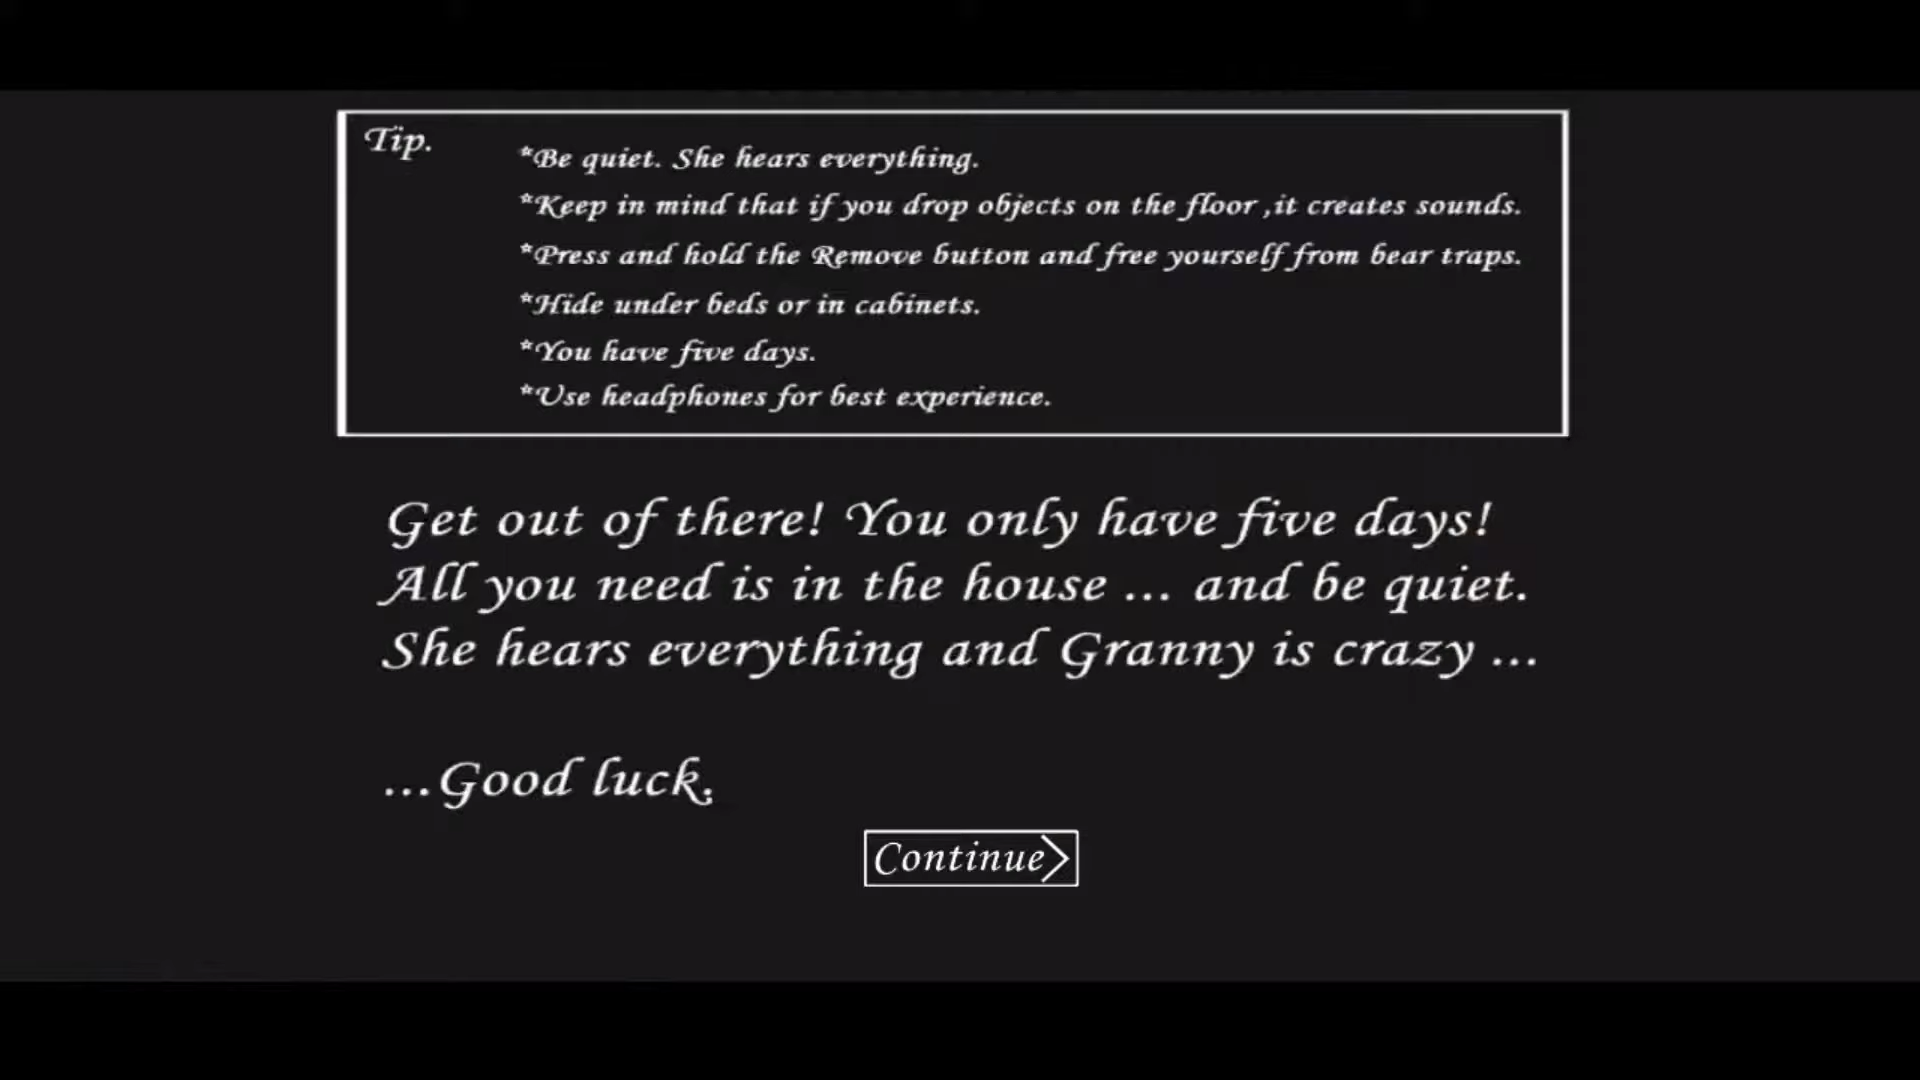 Tip.
*Be quiet. She hears everything.
*Keep in mind that if you drop objects on the floor ,it creates sounds.
*Press and hold the Remove button and free yourself from bear traps.
*Hide under beds or in cabinets.
*You have five days.
*Use headphones for best experience.
Get out of there! You only have five days!
All you need is in the house ... and be quiet.
She hears everything and Granny is crazy ...
...Good luck.
Continue>